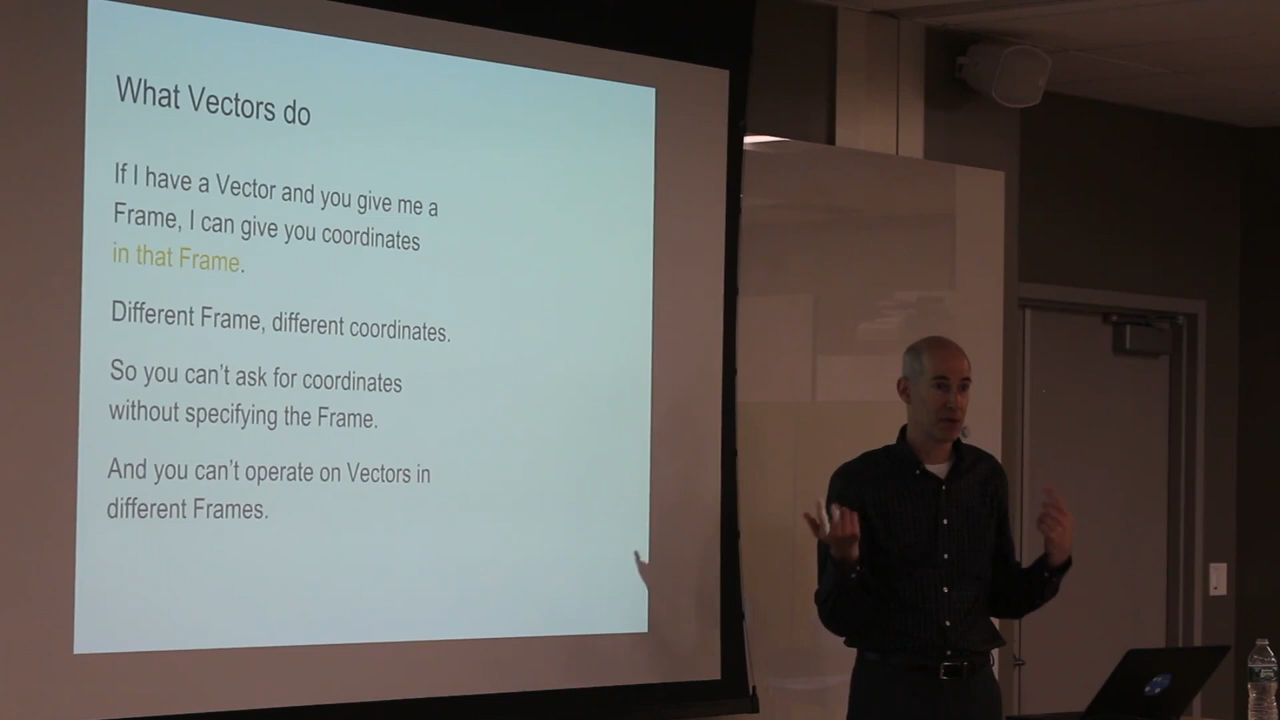 What Vectors do
If I have a Vector and you give me a
Frame, I can give you coordinates
in that Frame.
Different Frame, different coordinates.
So you can't ask for coordinates
without specifying the Frame.
And you can't operate on Vectors in
different Frames.